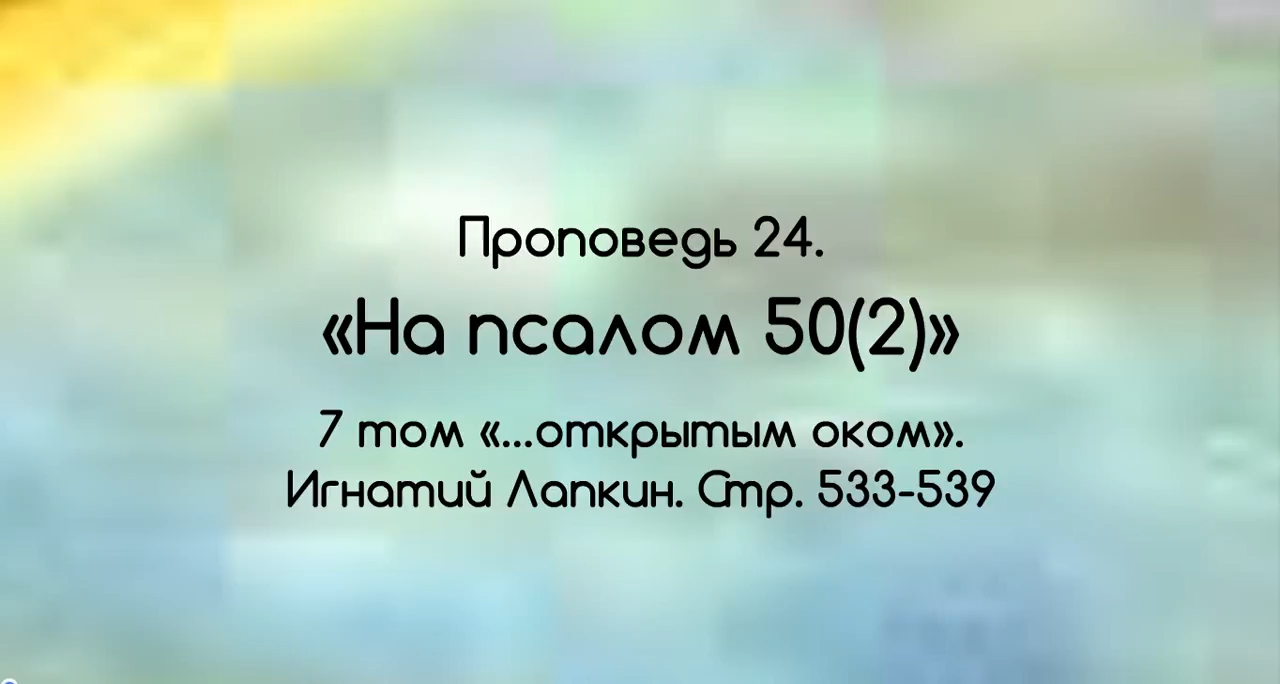 Проповедь 24.
«На псалом 50(2)»
7 том «...открытым оком».
Игнатий Лапкин. Стр. 533-539